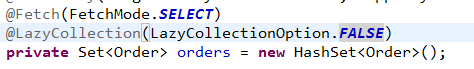 @Fetch(FetchMode.SELECT)
@LazyCollection(LazyCollectionOption.FALSE)
private Set<Order> orders = new HashSet<Order>();